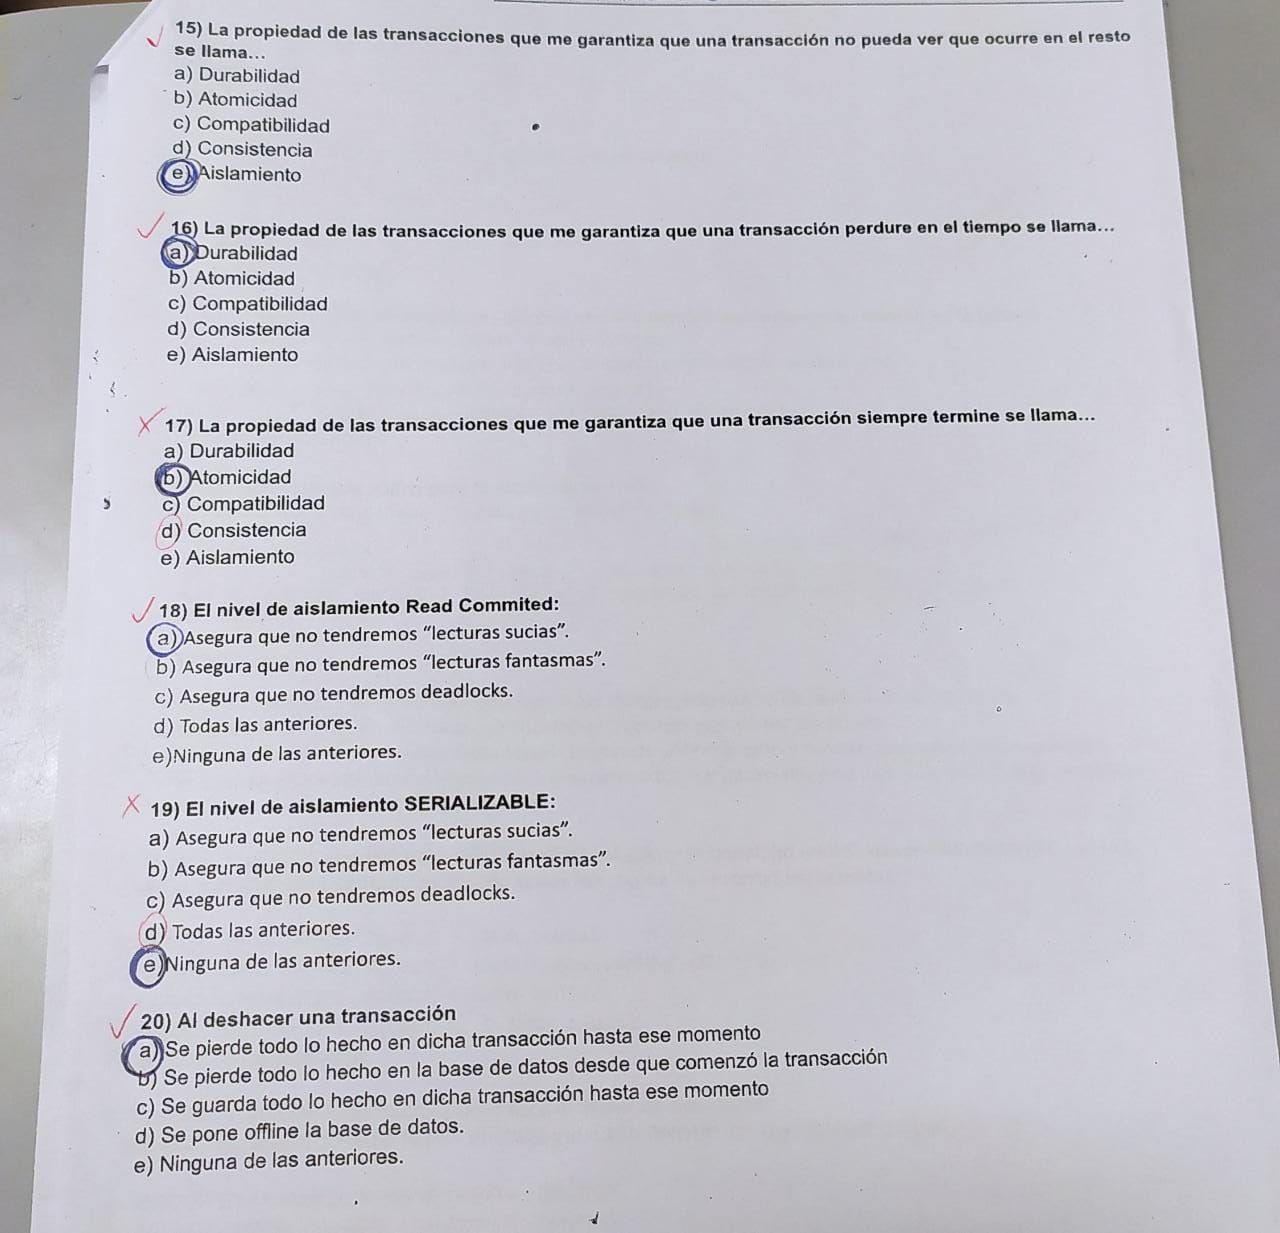 15) La propiedad de las transacciones que me garantiza que una transacción no pueda ver que ocurre en el resto
se llama...
a) Durabilidad
b) Atomicidad
c) Compatibilidad
d) Consistencia
e) Aislamiento
16) La propiedad de las transacciones que me garantiza que una transacción perdure en el tiempo se llama...
a) Durabilidad
b) Atomicidad
c) Compatibilidad
d) Consistencia
e) Aislamiento
17) La propiedad de las transacciones que me garantiza que una transacción siempre termine se llama...
a) Durabilidad
b) Atomicidad
c) Compatibilidad
d) Consistencia
e) Aislamiento
18) El nivel de aislamiento Read Commited:
a) Asegura que no tendremos “lecturas sucias”.
b) Asegura que no tendremos “lecturas fantasmas”.
c) Asegura que no tendremos deadlocks.
d) Todas las anteriores.
e)Ninguna de las anteriores.
19) El nivel de aislamiento SERIALIZABLE:
a) Asegura que no tendremos “lecturas sucias”.
b) Asegura que no tendremos “lecturas fantasmas”.
c) Asegura que no tendremos deadlocks.
d) Todas las anteriores.
e)Ninguna de las anteriores.
20) Al deshacer una transacción
a) Se pierde todo lo hecho en dicha transacción hasta ese momento
b) Se pierde todo lo hecho en la base de datos desde que comenzó la transacción
c) Se guarda todo lo hecho en dicha transacción hasta ese momento
d) Se pone offline la base de datos.
e) Ninguna de las anteriores.